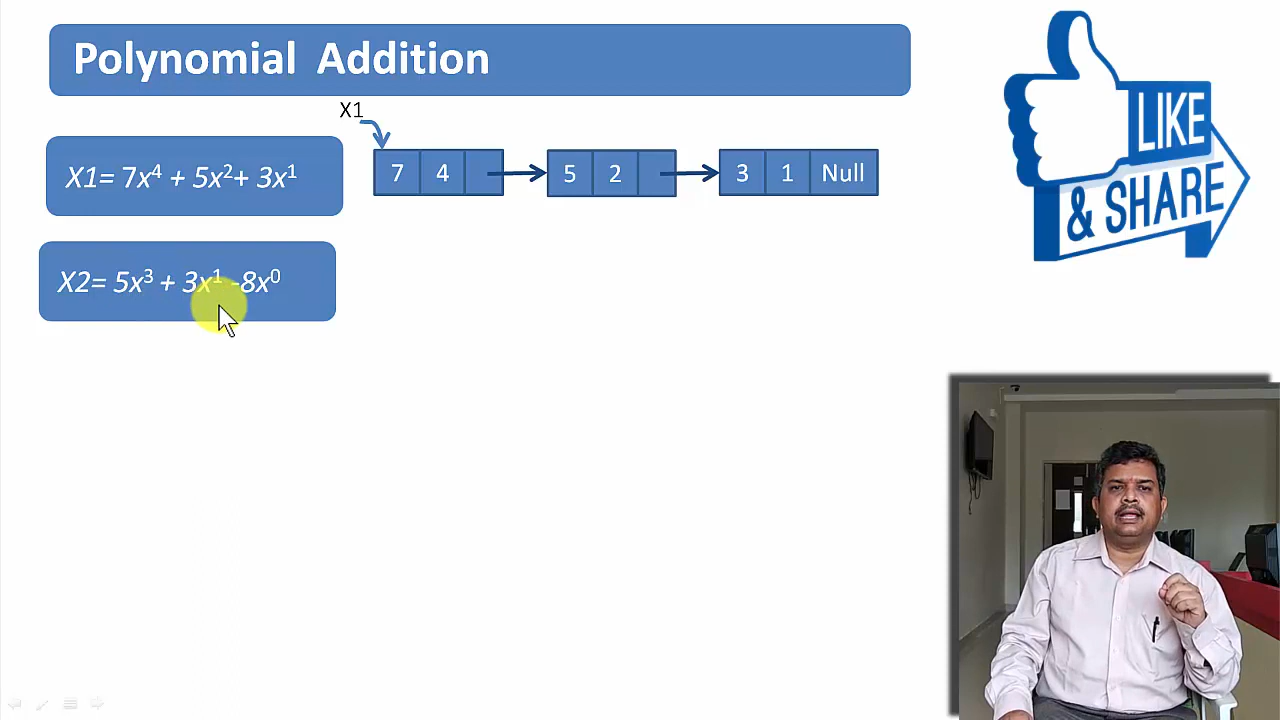 Polynomial Addition
X1
X1= 7x⁴ + 5x²+ 3x¹
7 4 5 2 3 1 Null
X2= 5x³ + 3x¹ -8x⁰
LIKE
& SHARE